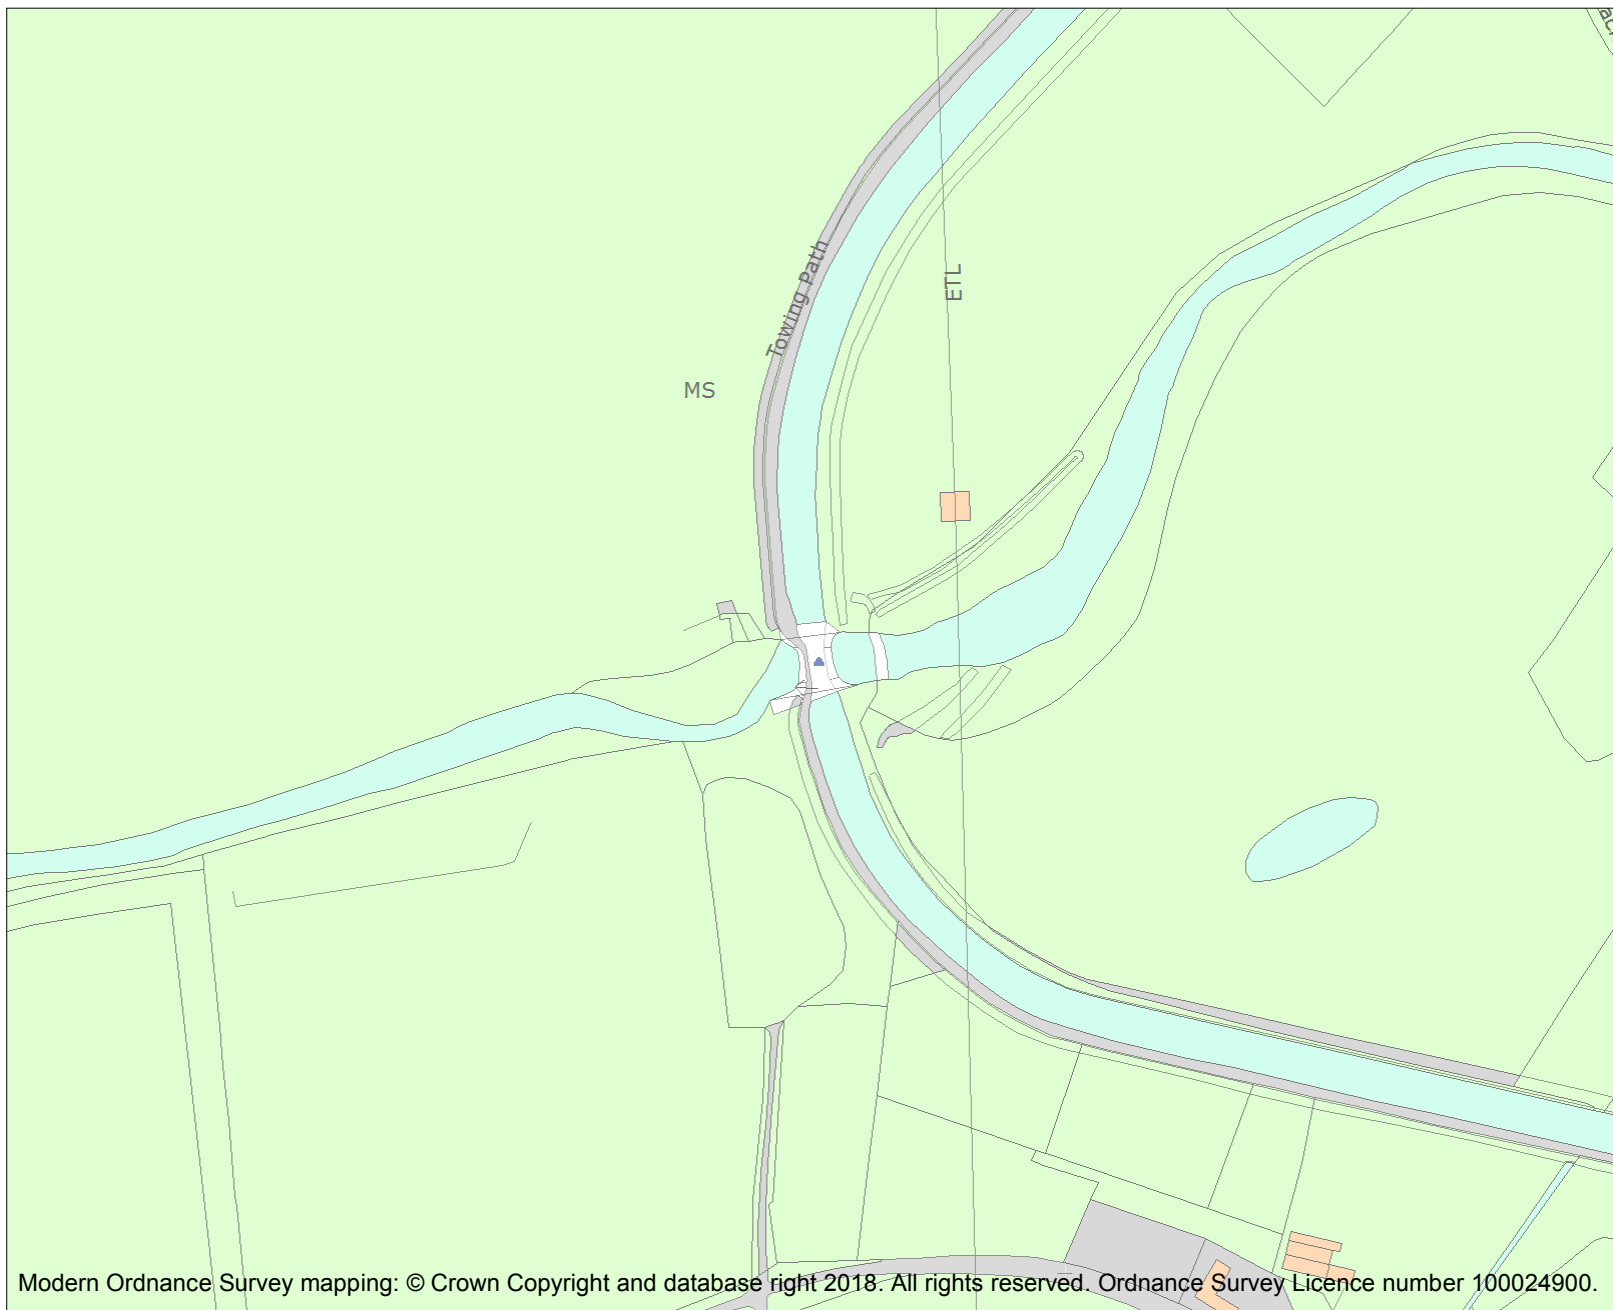 Towing Path
ETL
MS
Modern Ordnance Survey mapping: © Crown Copyright and database right 2018. All rights reserved. Ordnance Survey Licence number 100024900.